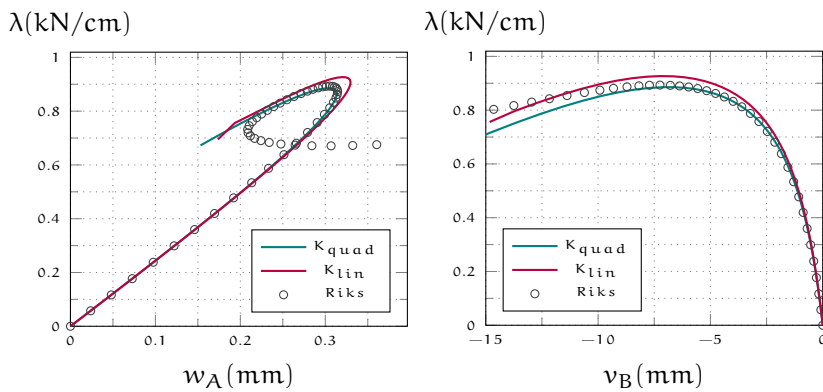 λ(kN/cm)
1
0.8
0.6
0.4
0.2
0
0
0.1
0.2
0.3
K_quad
K_lin
Riks
w_A(mm)
λ(kN/cm)
1
0.8
0.6
0.4
0.2
0
−15
−10
−5
0
K_quad
K_lin
Riks
v_B(mm)